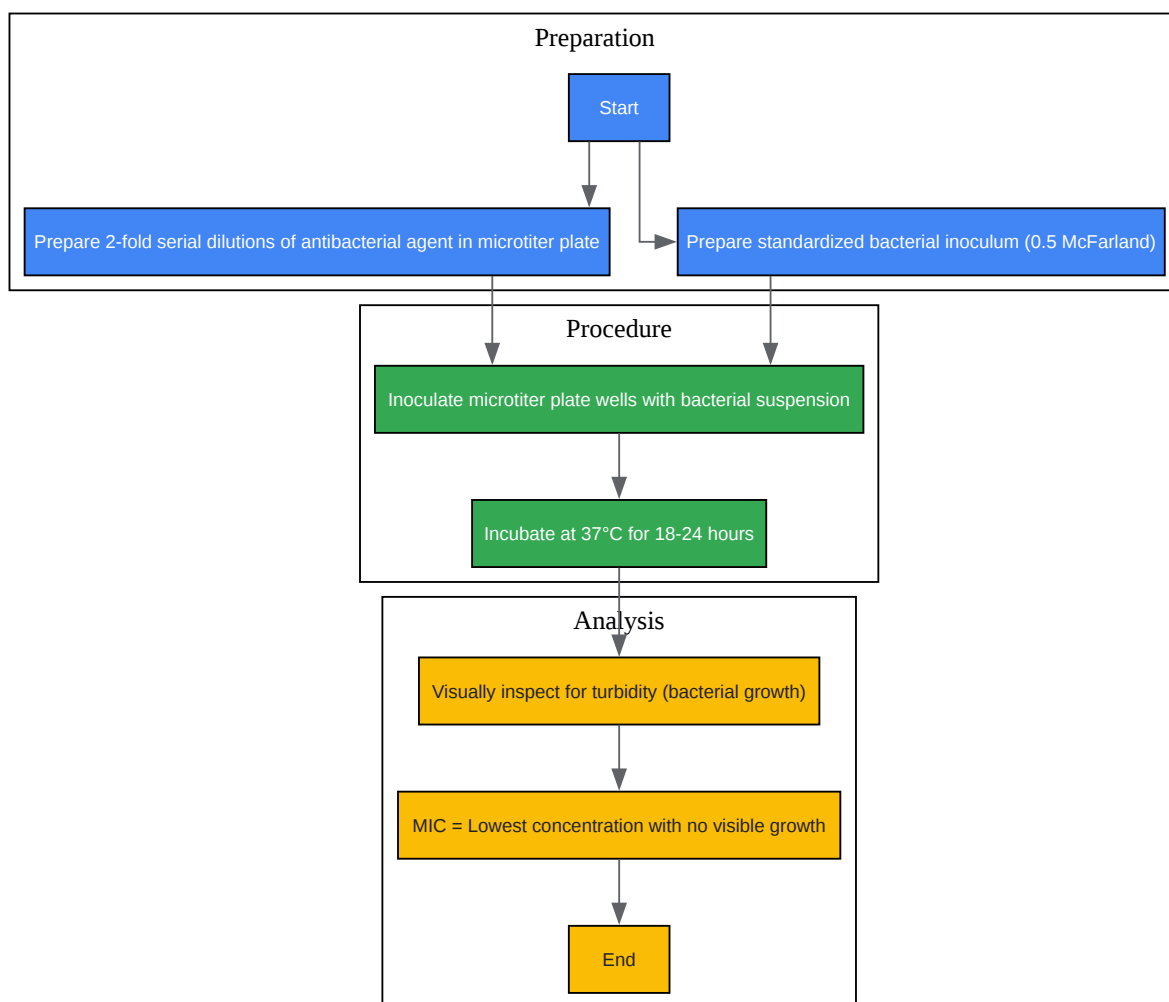 Preparation
Start
Prepare 2-fold serial dilutions of antibacterial agent in microtiter plate
Prepare standardized bacterial inoculum (0.5 McFarland)
Procedure
Inoculate microtiter plate wells with bacterial suspension
Incubate at 37°C for 18-24 hours
Analysis
Visually inspect for turbidity (bacterial growth)
MIC = Lowest concentration with no visible growth
End